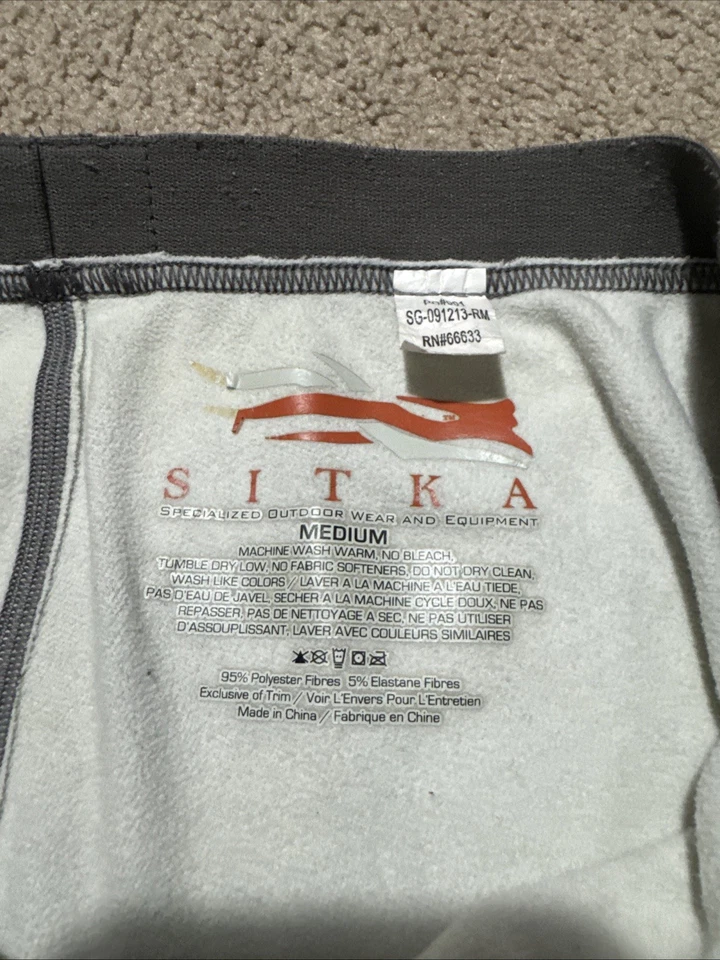 SG-091213-RM
RN#66633
TM
SITKA
SPECIALIZED OUTDOOR WEAR AND EQUIPMENT
MEDIUM
MACHINE WASH WARM, NO BLEACH,
TUMBLE DRY LOW, NO FABRIC SOFTENERS, DO NOT DRY CLEAN,
WASH LIKE COLORS / LAVER A LA MACHINE A L'EAU TIEDE,
PAS D'EAU DE JAVEL, SECHER A LA MACHINE CYCLE DOUX, NE PAS
REPASSER, PAS DE NETTOYAGE A SEC, NE PAS UTILISER
D'ASSOUPLISSANT, LAVER AVEC COULEURS SIMILAIRES
95% Polyester Fibres 5% Elastane Fibres
Exclusive of Trim / Voir L'Envers Pour L'Entretien
Made in China / Fabrique en Chine